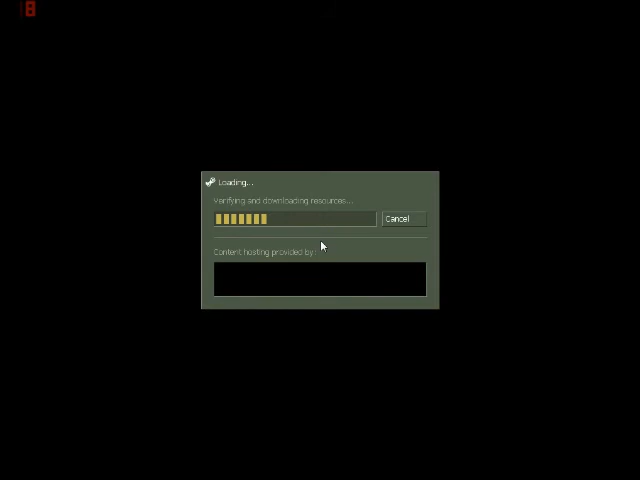 Loading...
Verifying and downloading resources...
Cancel
Content hosting provided by: